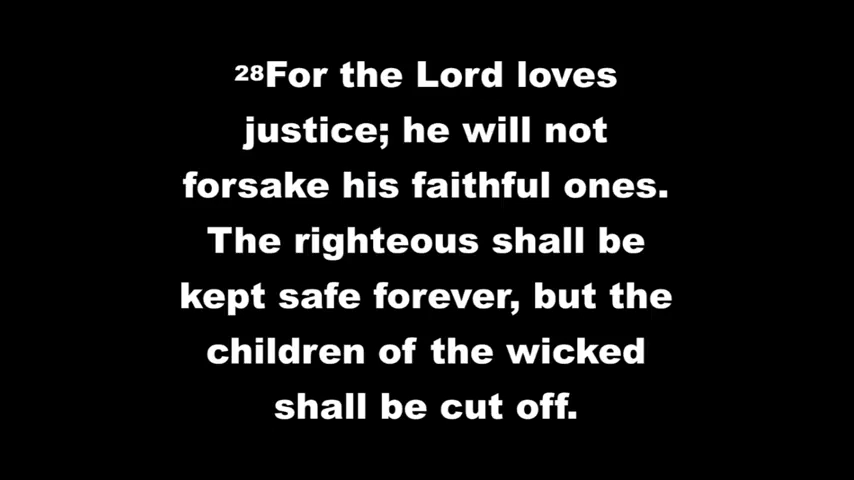 28For the Lord loves
justice; he will not
forsake his faithful ones.
The righteous shall be
kept safe forever, but the
children of the wicked
shall be cut off.